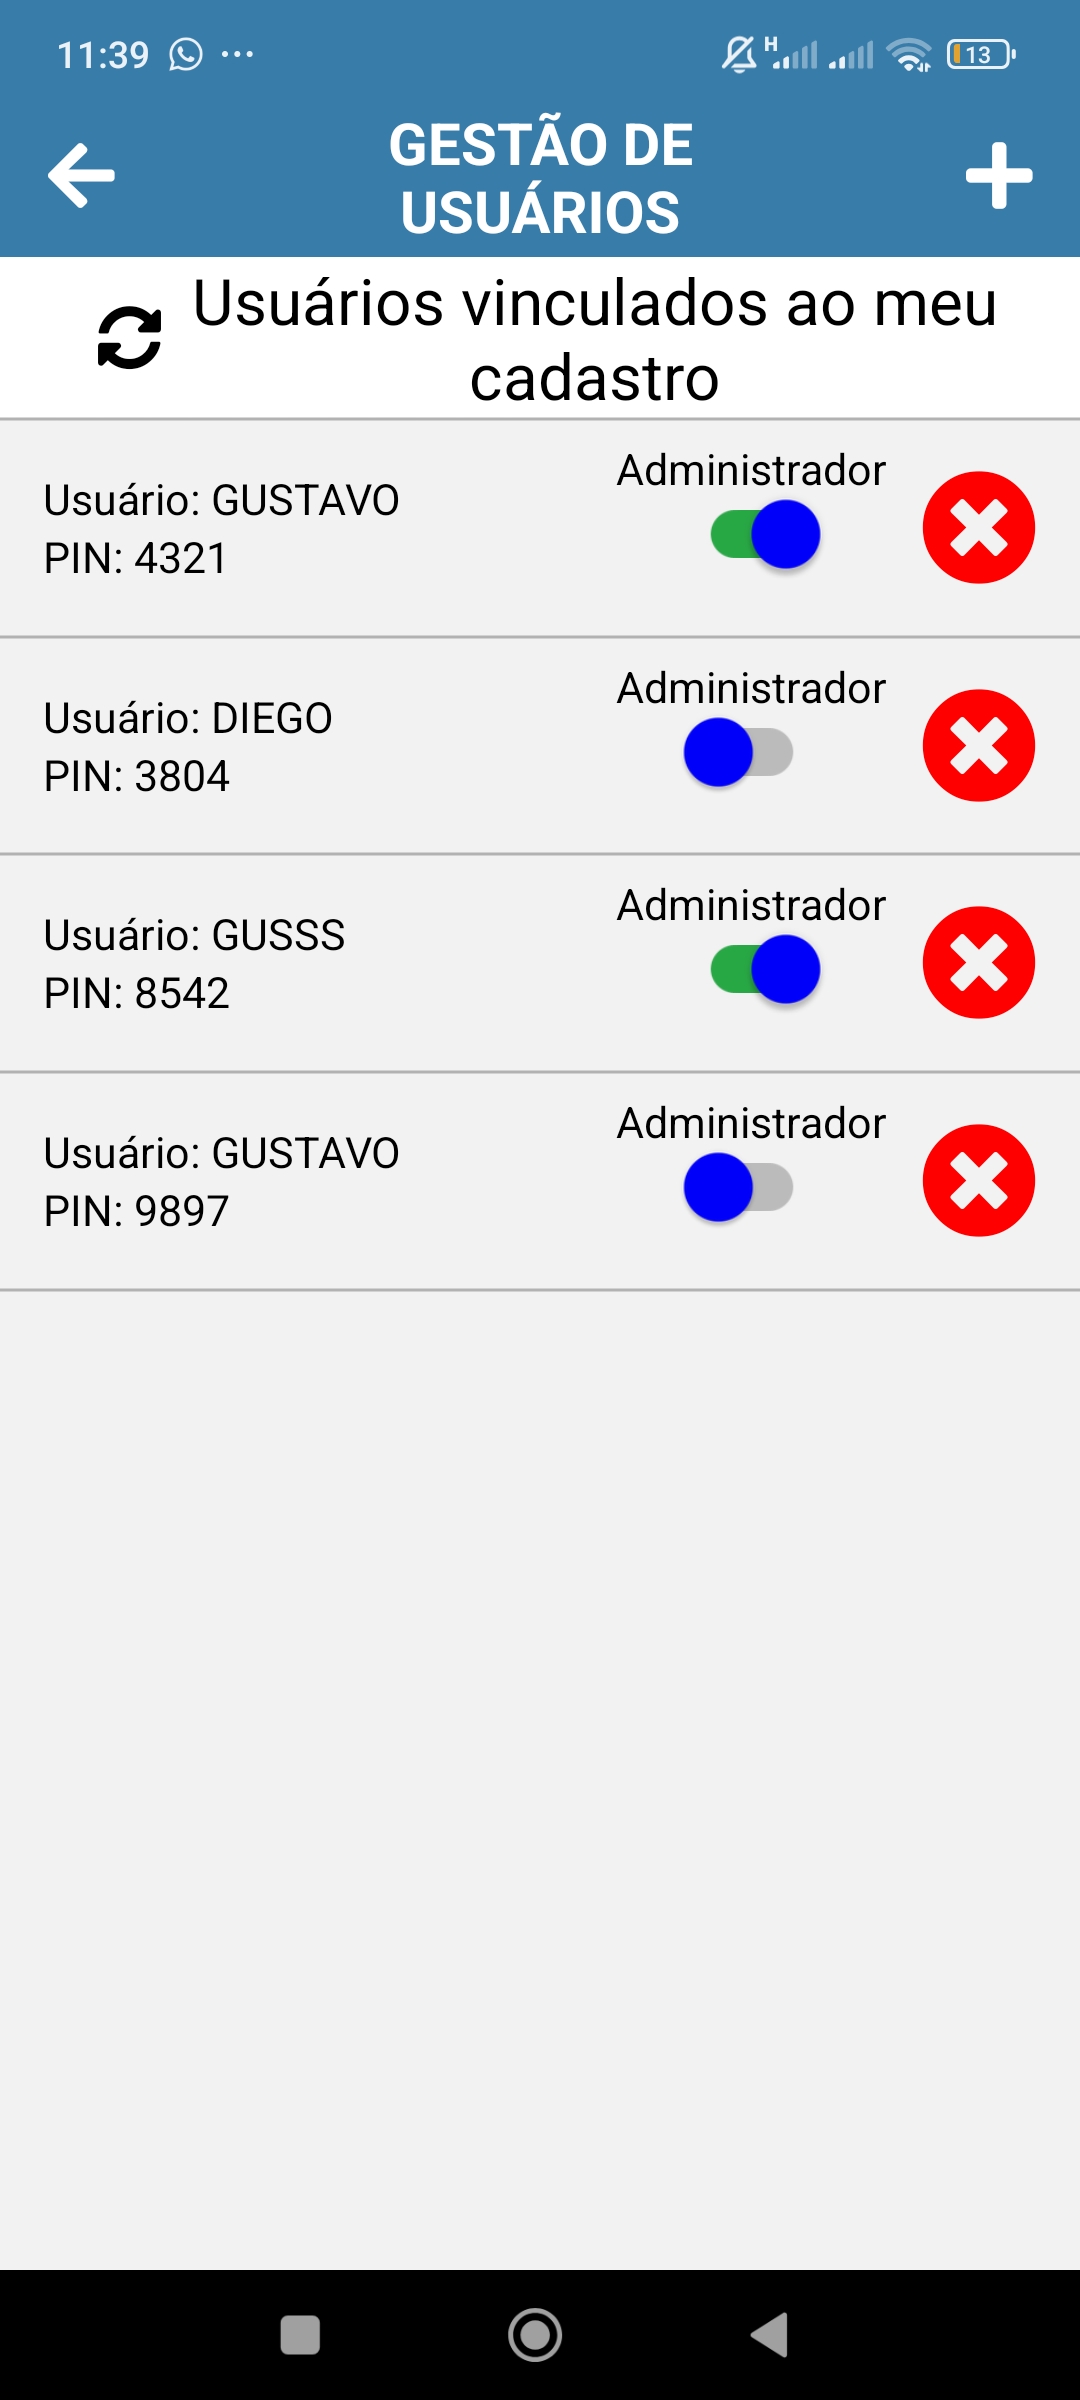 11:39
H
13
GESTÃO DE
USUÁRIOS
Usuários vinculados ao meu
cadastro
Administrador
Usuário: GUSTAVO
PIN: 4321
Administrador
Usuário: DIEGO
PIN: 3804
Administrador
Usuário: GUSSS
PIN: 8542
Administrador
Usuário: GUSTAVO
PIN: 9897